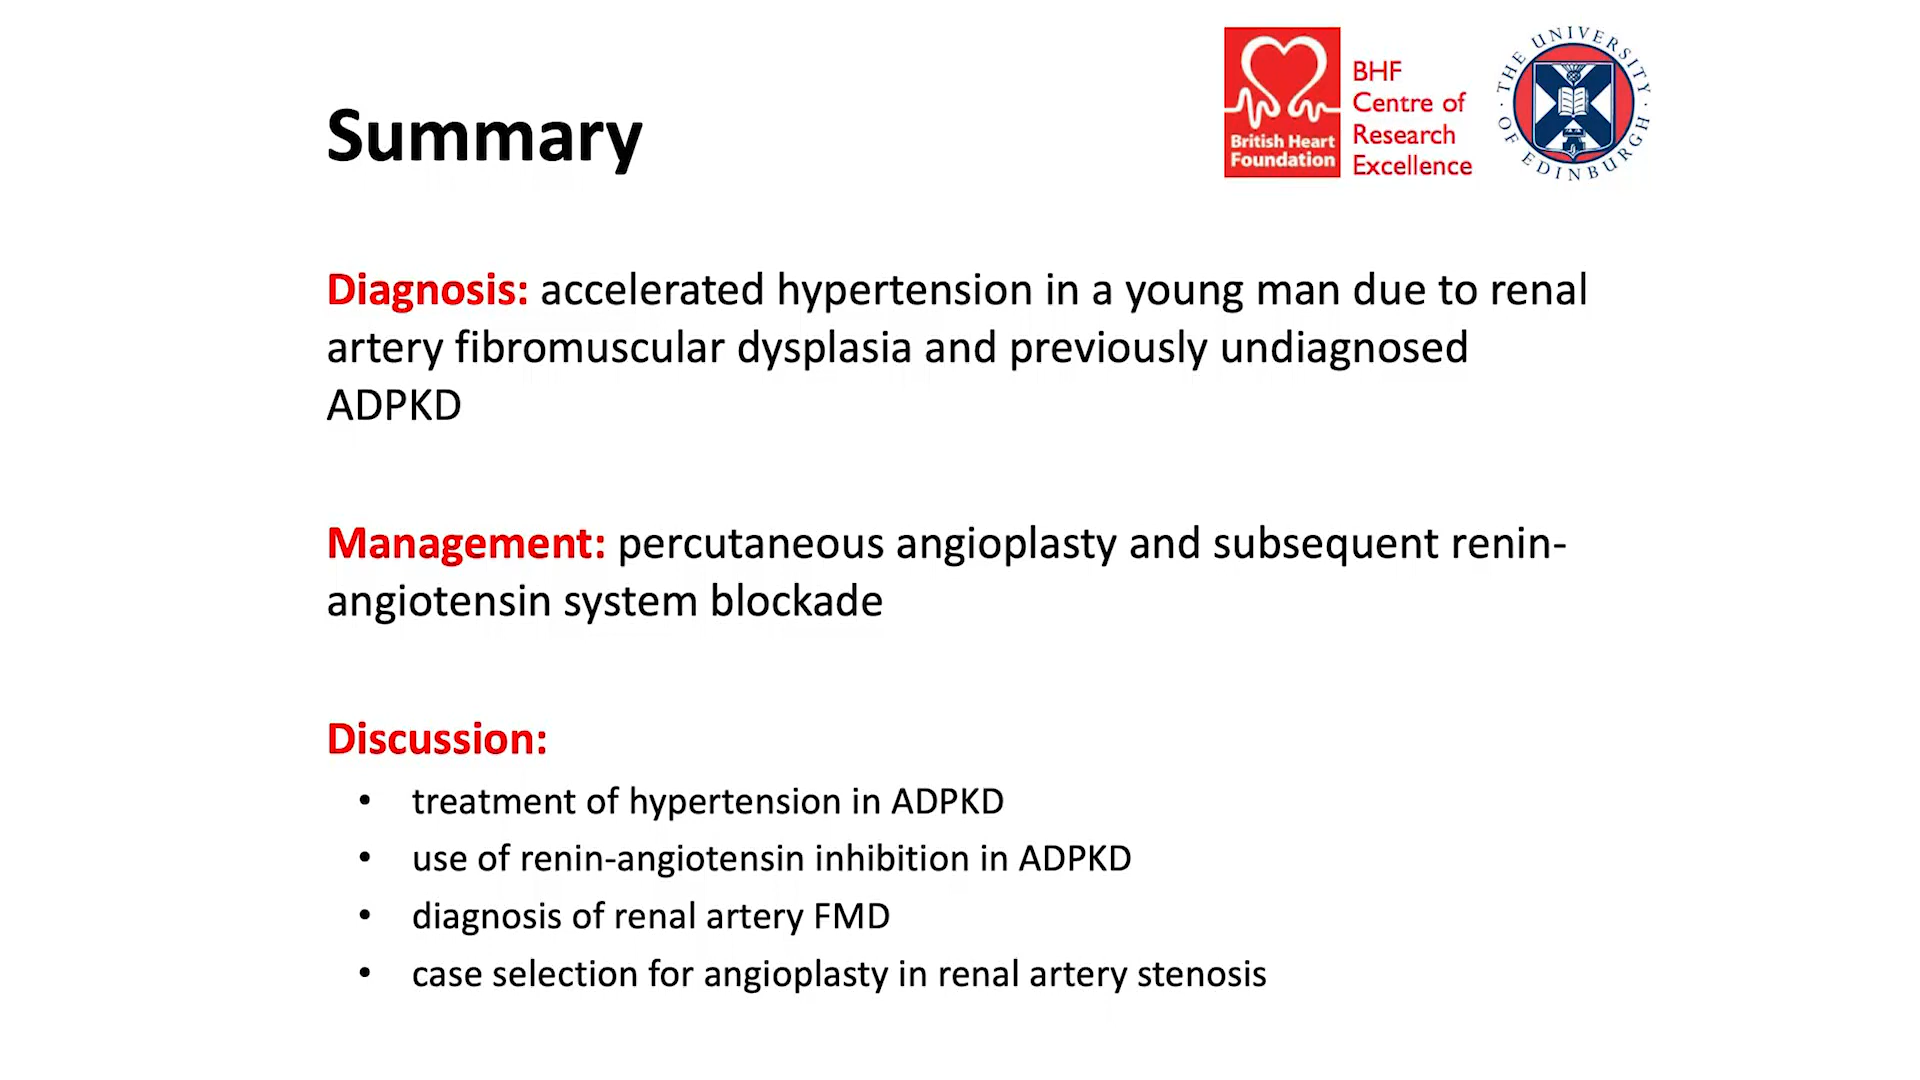 Summary
British Heart
Foundation
BHF
Centre of
Research
Excellence
THE UNIVERSITY OF EDINBURGH
Diagnosis: accelerated hypertension in a young man due to renal
artery fibromuscular dysplasia and previously undiagnosed
ADPKD
Management: percutaneous angioplasty and subsequent renin-
angiotensin system blockade
Discussion:
• treatment of hypertension in ADPKD
• use of renin-angiotensin inhibition in ADPKD
• diagnosis of renal artery FMD
• case selection for angioplasty in renal artery stenosis